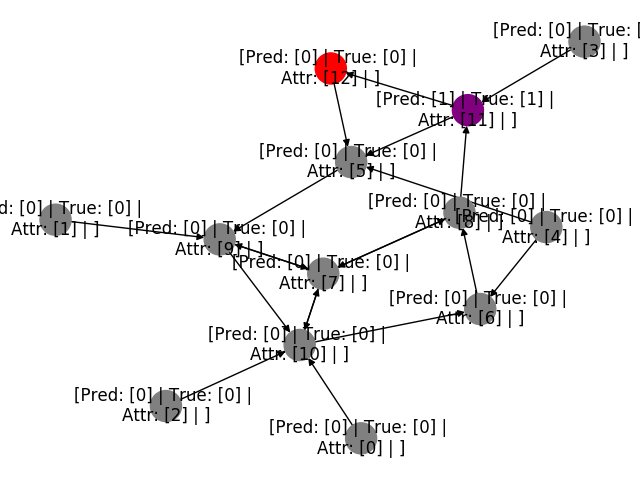 [Pred: [0] | True: [
Attr: [3] | ]
[Pred: [0] | True: [0] |
Attr: [12] | ]
[Pred: [1] | True: [1] |
Attr: [11] | ]
[Pred: [0] | True: [0] |
Attr: [5] | ]
[Pred: [0] | True: [0] |
Attr: [8] | ]
d: [0] | True: [0] |
Attr: [1] | ]
[Pred: [0] | True: [0] |
Attr: [4] | ]
[Pred: [0] | True: [0] |
Attr: [9] | ]
[Pred: [0] | True: [0] |
Attr: [7] | ]
[Pred: [0] | True: [0] |
Attr: [6] | ]
[Pred: [0] | True: [0] |
Attr: [10] | ]
[Pred: [0] | True: [0] |
Attr: [2] | ]
[Pred: [0] | True: [0] |
Attr: [0] | ]